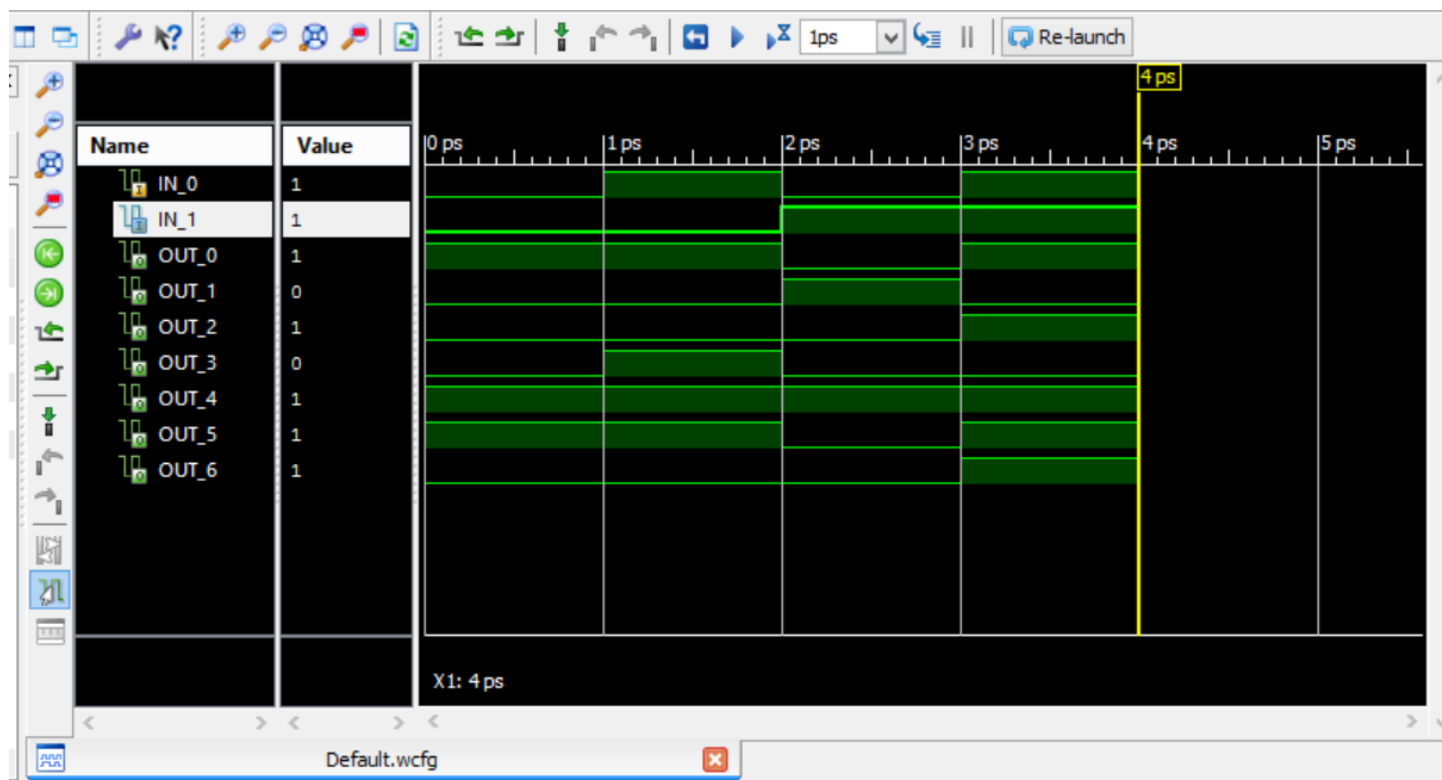 1ps Re-launch
4 ps
Name Value 0 ps 1 ps 2 ps 3 ps 4 ps 5 ps
IN_0 1
IN_1 1
OUT_0 1
OUT_1 0
OUT_2 1
OUT_3 0
OUT_4 1
OUT_5 1
OUT_6 1
X1: 4 ps
Default.wcfg